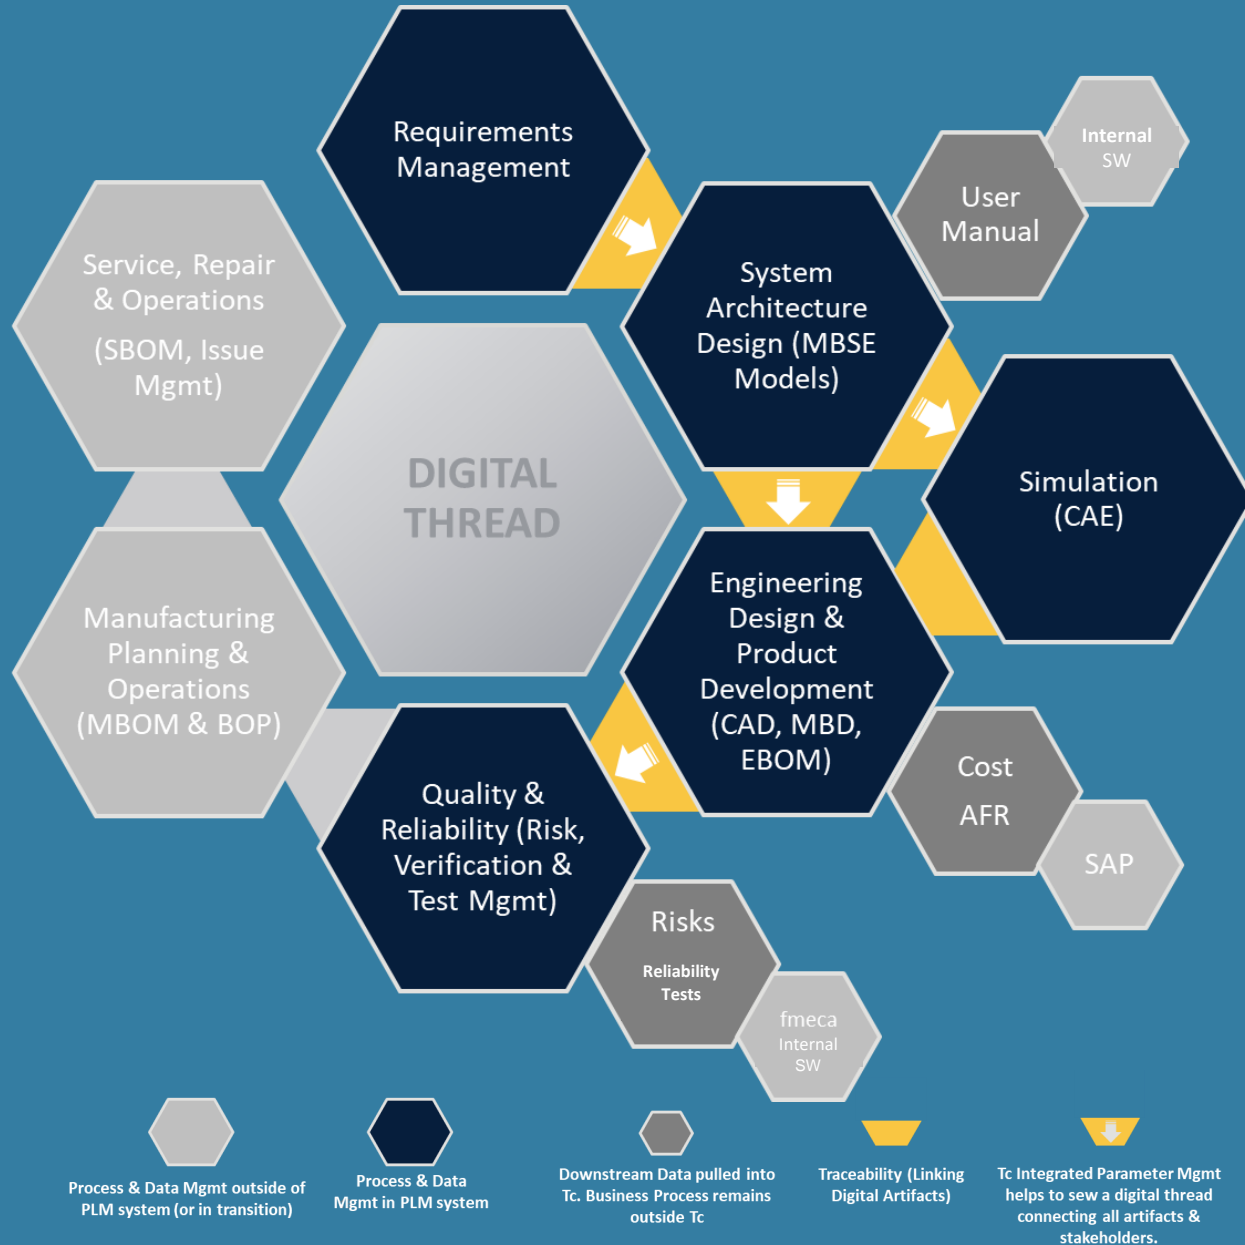 Requirements
Management
Internal
SW
User
Manual
Service, Repair
& Operations
(SBOM, Issue
Mgmt)
System
Architecture
Design (MBSE
Models)
DIGITAL
THREAD
Simulation
(CAE)
Engineering
Design &
Product
Development
(CAD, MBD,
EBOM)
Manufacturing
Planning &
Operations
(MBOM & BOP)
Quality &
Reliability (Risk,
Verification &
Test Mgmt)
Cost
AFR
SAP
Risks
Reliability
Tests
fmeca
Internal
SW
Process & Data Mgmt outside of
PLM system (or in transition)
Process & Data
Mgmt in PLM system
Downstream Data pulled into
Tc. Business Process remains
outside Tc
Traceability (Linking
Digital Artifacts)
Tc Integrated Parameter Mgmt
helps to sew a digital thread
connecting all artifacts &
stakeholders.